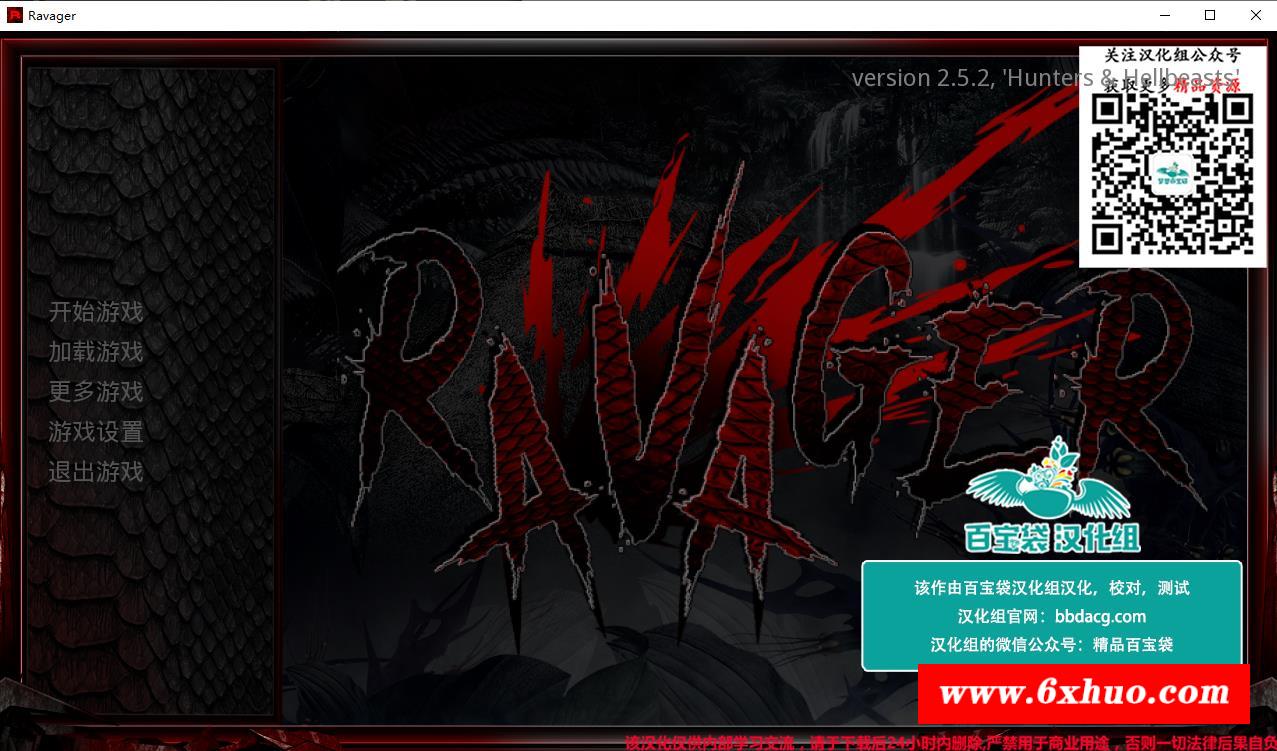 Ravager
关注汉化组公众号
version 2.5.2, 'Hunters & Hellbeasts'
获取更多精品资源
开始游戏
加载游戏
更多游戏
游戏设置
退出游戏
RAVAGER
百宝袋汉化组
该作由百宝袋汉化组汉化，校对，测试
汉化组官网：bbdacg.com
汉化组的微信公众号：精品百宝袋
www.6xhuo.com
该汉化仅供内部学习交流，请于下载后24小时内删除,严禁用于商业用途，否则一切法律后果自负